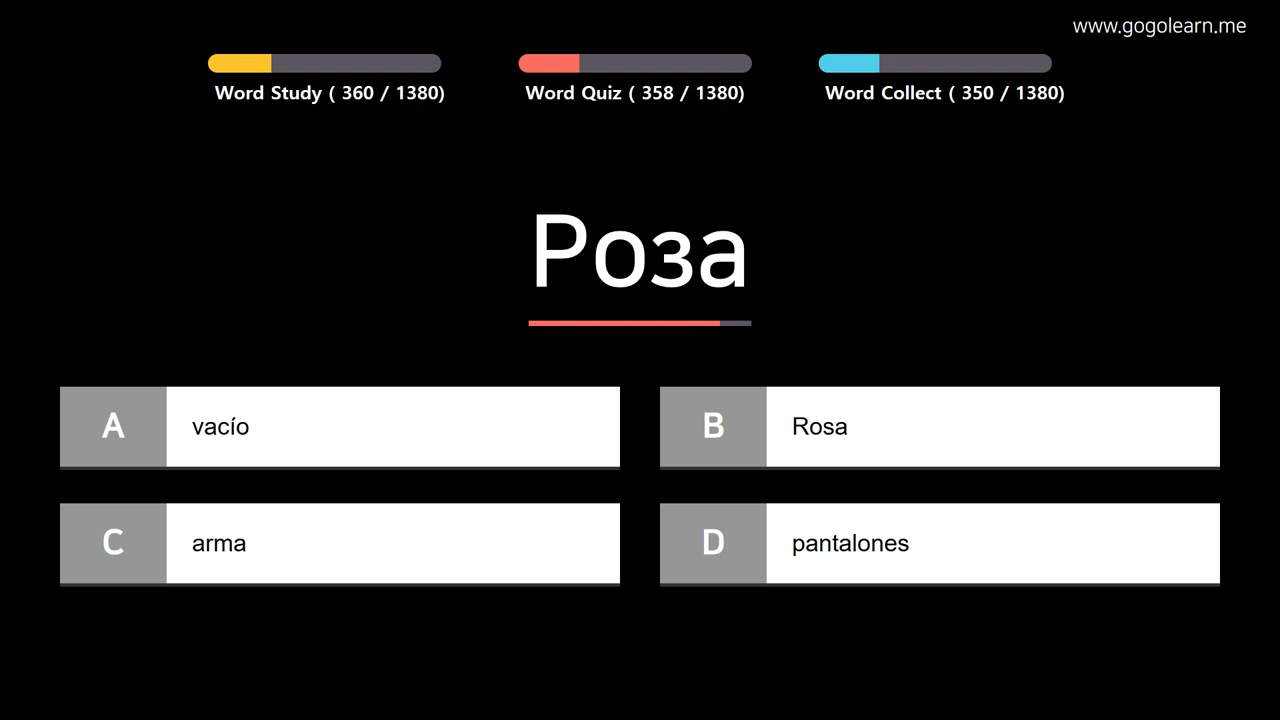 www.gogolearn.me
Word Study ( 360 / 1380)
Word Quiz ( 358 / 1380)
Word Collect ( 350 / 1380)
Роза
A vacío
B Rosa
C arma
D pantalones